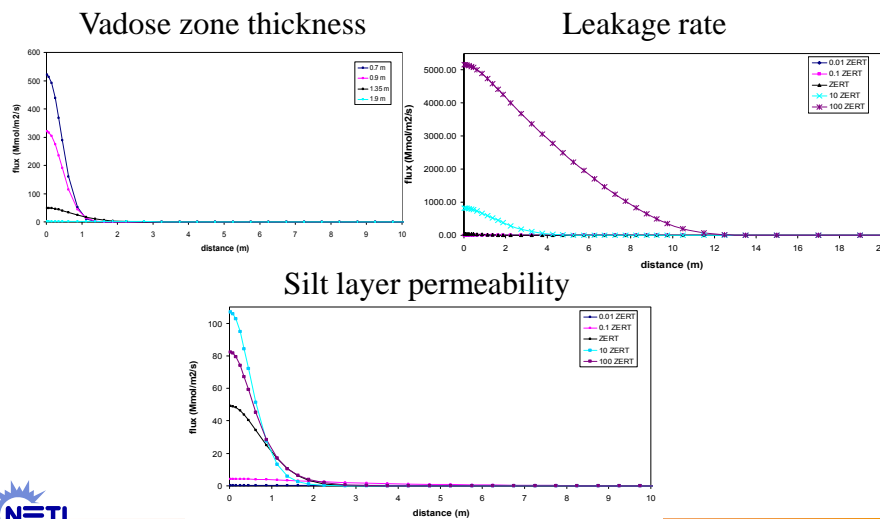 Vadose zone thickness
Leakage rate
600
500
400
300
200
100
0
0 1 2 3 4 5 6 7 8 9 10
flux (Mmol/m2/s)
distance (m)
0.7 m
0.9 m
1.35 m
1.9 m
5000.00
4000.00
3000.00
2000.00
1000.00
0.00
0 2 4 6 8 10 12 14 16 18
flux (Mmol/m2/s)
distance (m)
0.01 ZERT
0.1 ZERT
ZERT
10 ZERT
100 ZERT
Silt layer permeability
100
80
60
40
20
0
0 1 2 3 4 5 6 7 8 9 10
flux (Mmol/m2/s)
distance (m)
0.01 ZERT
0.1 ZERT
ZERT
10 ZERT
100 ZERT
NETL